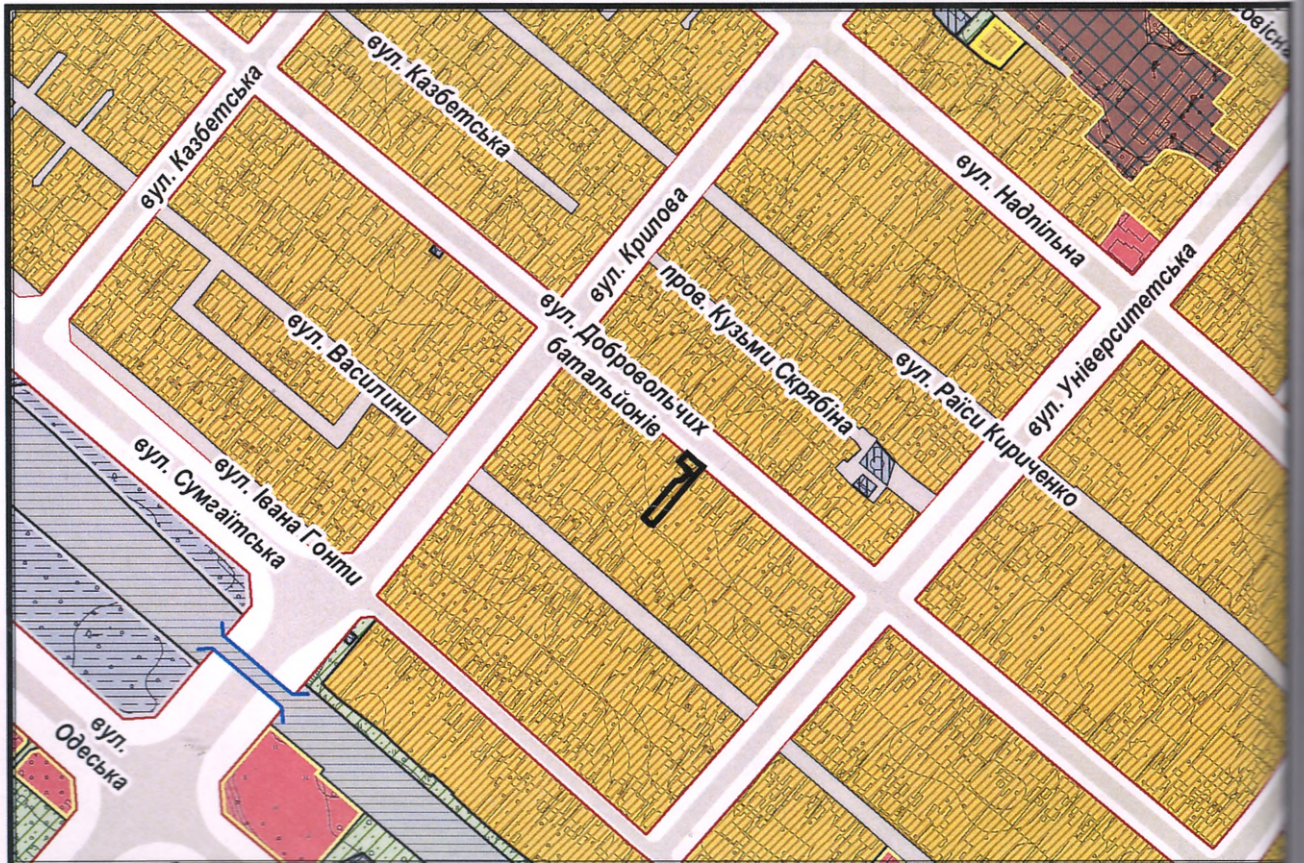 вул. Казбетська
вул. Казбетська
вул. Крилова
вул. Надпільна
вул. Університетська
пров. Кузьми Скрябіна
вул. Раїси Кириченко
вул. Добровольчих
батальйонів
вул. Василини
вул. Івана Ґонти
вул. Сумгаїтська
вул.
Одеська